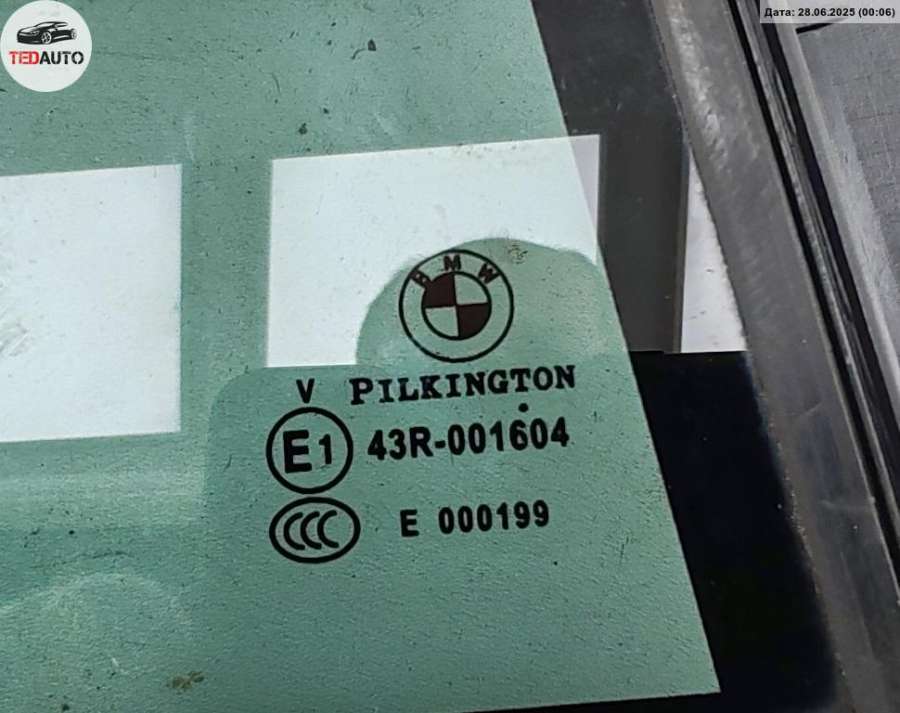 Дата: 28.06.2025 (00:06)
TEDAUTO
BMW
V PILKINGTON
E1 43R-001604
CCC E 000199